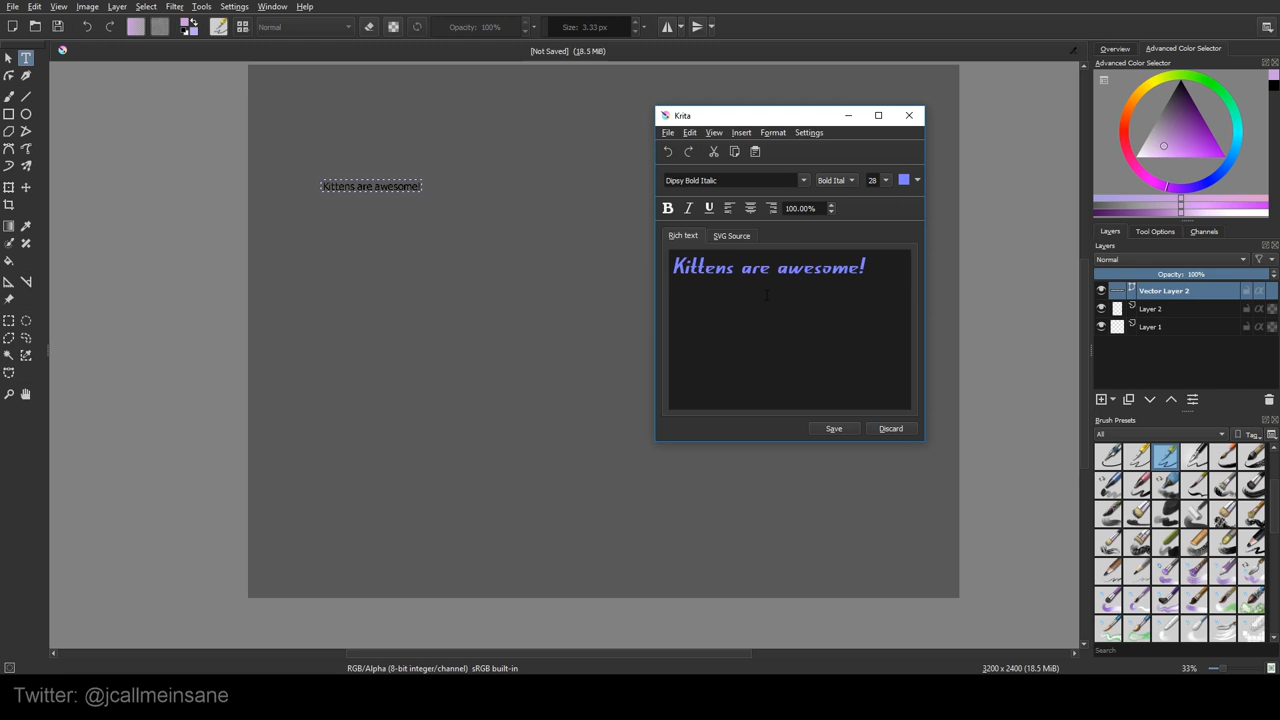 File Edit View Image Layer Select Filter Tools Settings Window Help
Normal Opacity: 100% Size: 3.33 px
[Not Saved] (18.5 MiB)
Overview Advanced Color Selector
Advanced Color Selector
Kittens are awesome!
Krita
File Edit View Insert Format Settings
Dipsy Bold Italic Bold Ital 28
B I U 100.00%
Rich text SVG Source
Kittens are awesome!
Save Discard
Layers Tool Options Channels
Layers
Normal
Opacity: 100%
Vector Layer 2
Layer 2
Layer 1
Brush Presets
All Tag
Search
RGB/Alpha (8-bit integer/channel) sRGB built-in 3200 x 2400 (18.5 MiB) 33%
Twitter: @jcallmeinsane